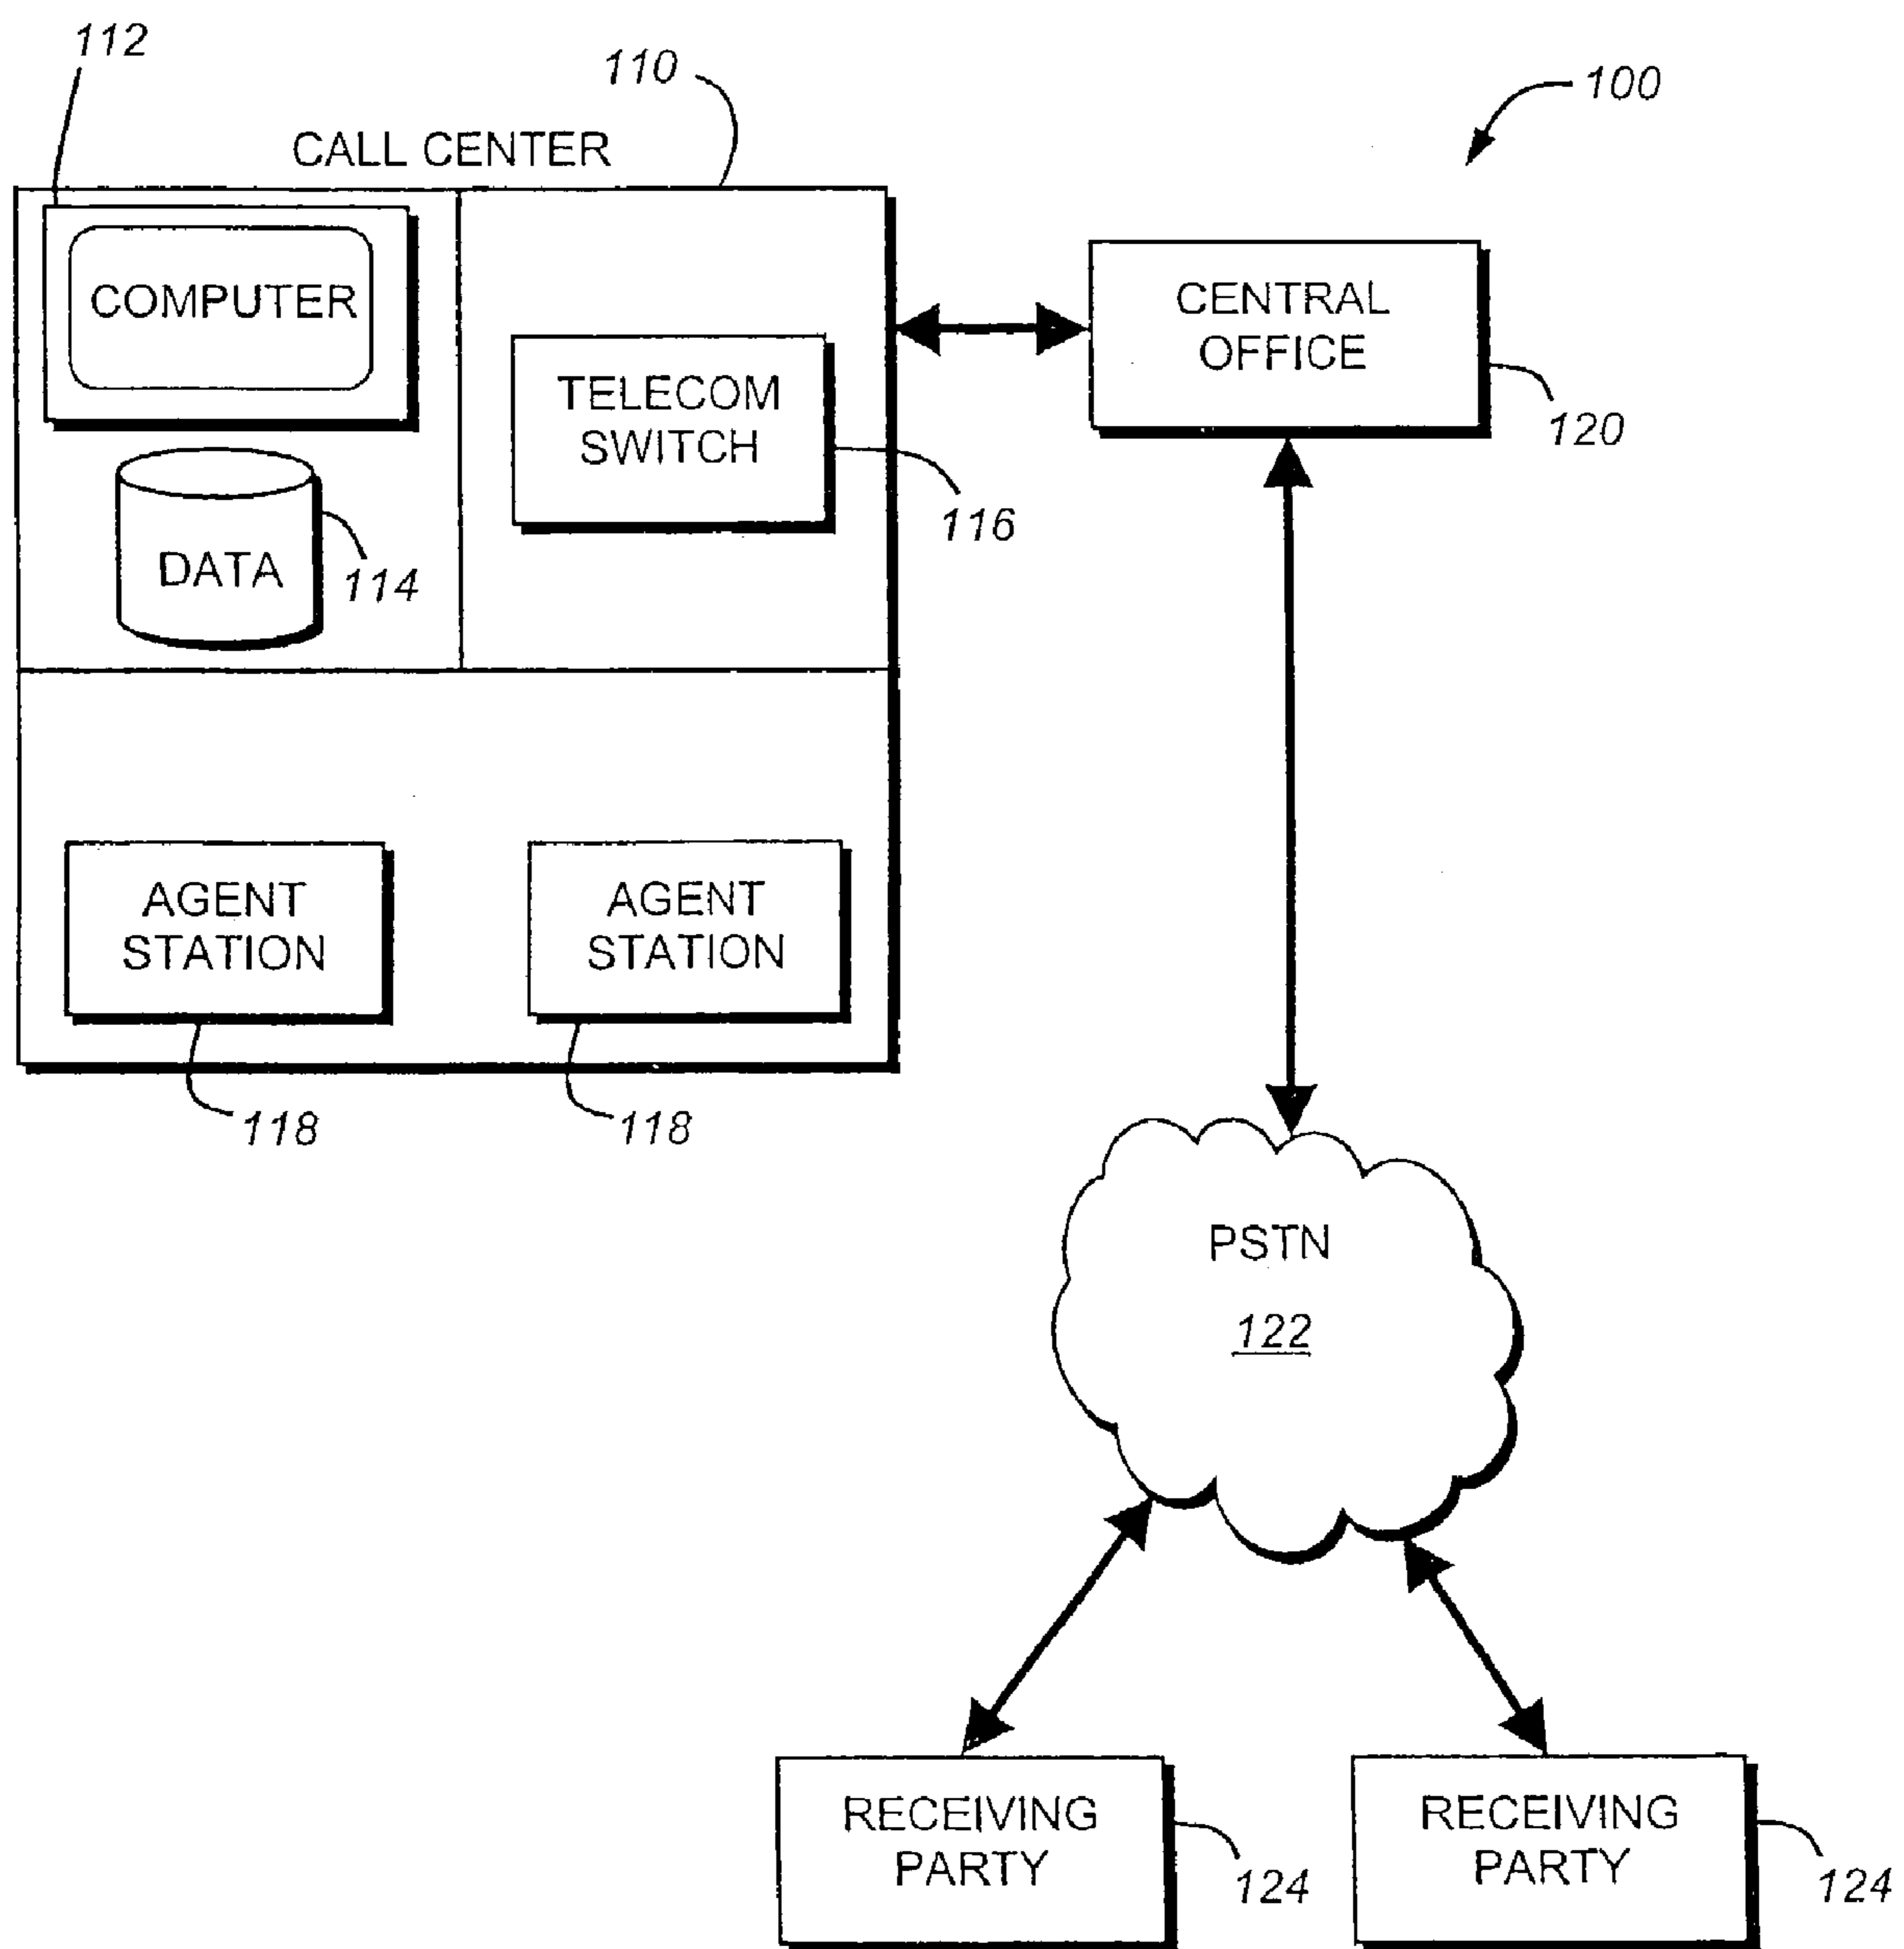 112
110
100
CALL CENTER
COMPUTER
CENTRAL
OFFICE
TELECOM
SWITCH
120
116
DATA
114
AGENT
STATION
AGENT
STATION
118
118
PSTN
122
RECEIVING
PARTY
RECEIVING
PARTY
124
124